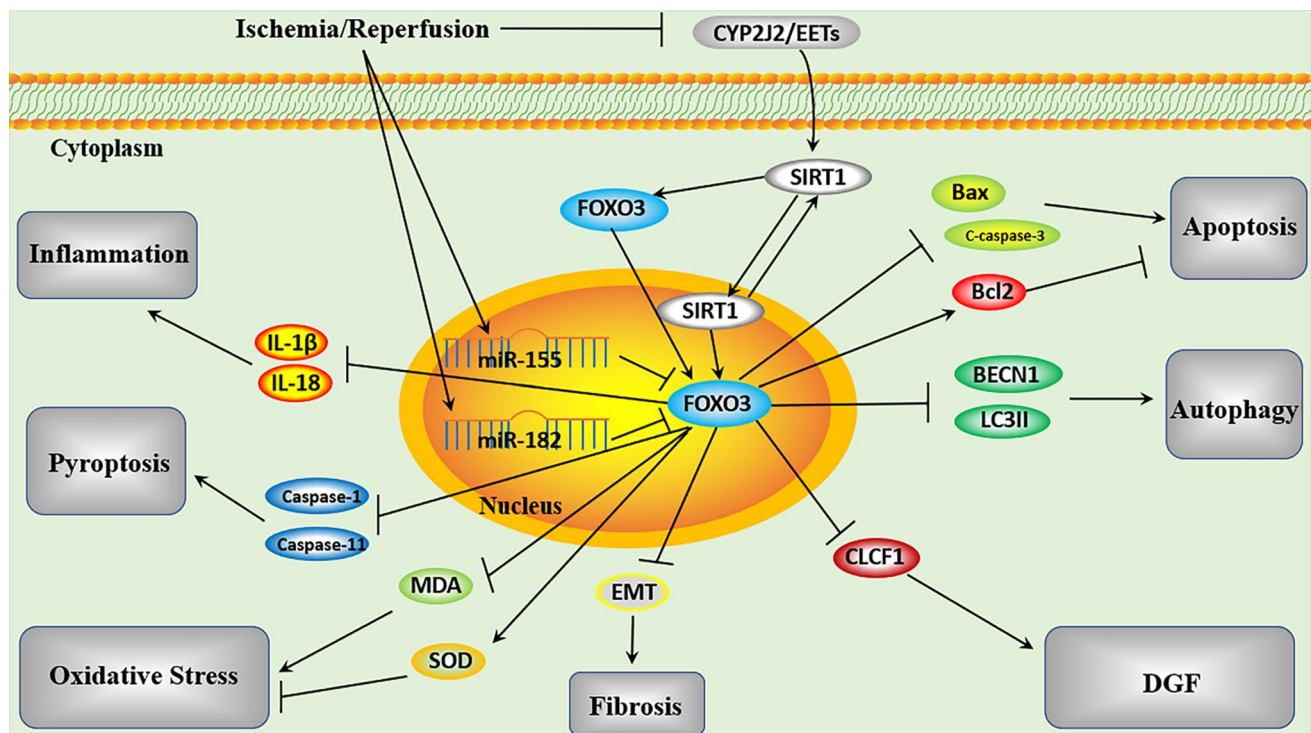 Ischemia/Reperfusion
CYP2J2/EETs
Cytoplasm
SIRT1
FOXO3
Bax
C-caspase-3
Apoptosis
Inflammation
Bcl2
SIRT1
IL-1β
IL-18
miR-155
FOXO3
BECN1
LC3II
Autophagy
miR-182
Pyroptosis
Caspase-1
Caspase-11
Nucleus
CLCF1
MDA
EMT
SOD
Oxidative Stress
Fibrosis
DGF